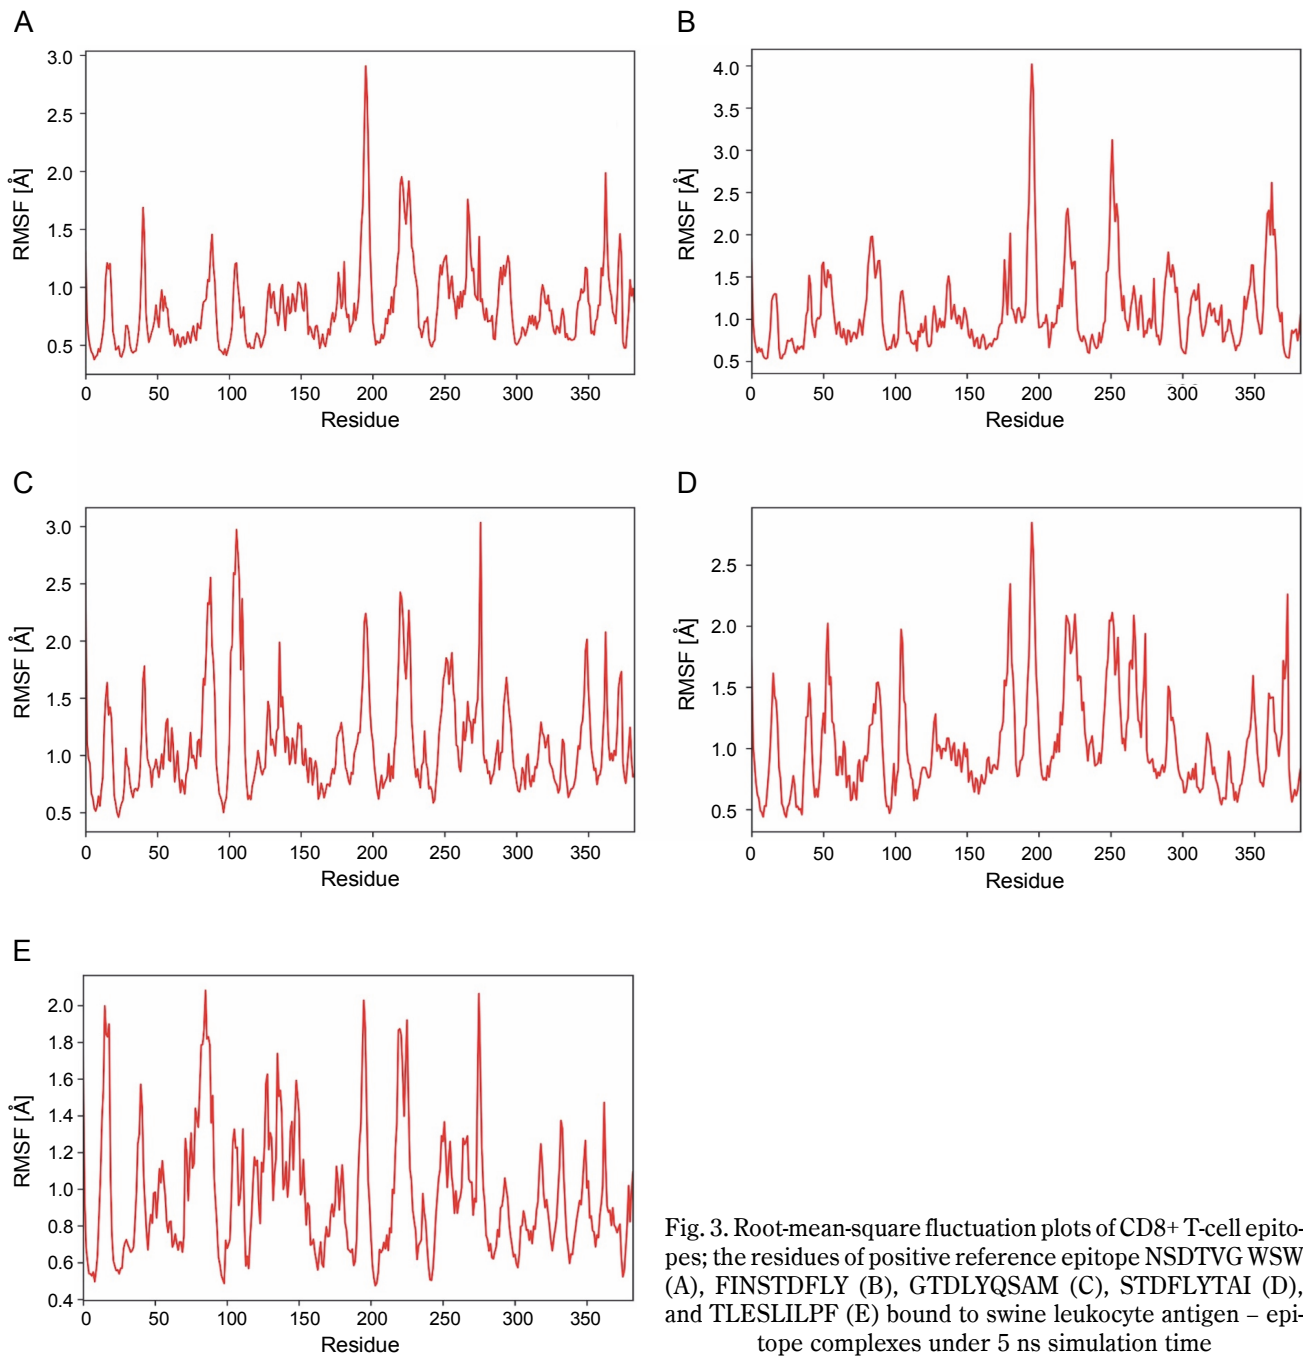 A
RMSF [Å]
3.0
2.5
2.0
1.5
1.0
0.5
0 50 100 150 200 250 300 350
Residue
B
RMSF [Å]
4.0
3.5
3.0
2.5
2.0
1.5
1.0
0.5
0 50 100 150 200 250 300 350
Residue
C
RMSF [Å]
3.0
2.5
2.0
1.5
1.0
0.5
0 50 100 150 200 250 300 350
Residue
D
RMSF [Å]
2.5
2.0
1.5
1.0
0.5
0 50 100 150 200 250 300 350
Residue
E
RMSF [Å]
2.0
1.8
1.6
1.4
1.2
1.0
0.8
0.6
0.4
0 50 100 150 200 250 300 350
Residue
Fig. 3. Root-mean-square fluctuation plots of CD8+ T-cell epito-
pes; the residues of positive reference epitope NSDTVG WSW
(A), FINSTDFLY (B), GTDLYQSAM (C), STDFLYTAI (D),
and TLESLILPF (E) bound to swine leukocyte antigen – epi-
tope complexes under 5 ns simulation time